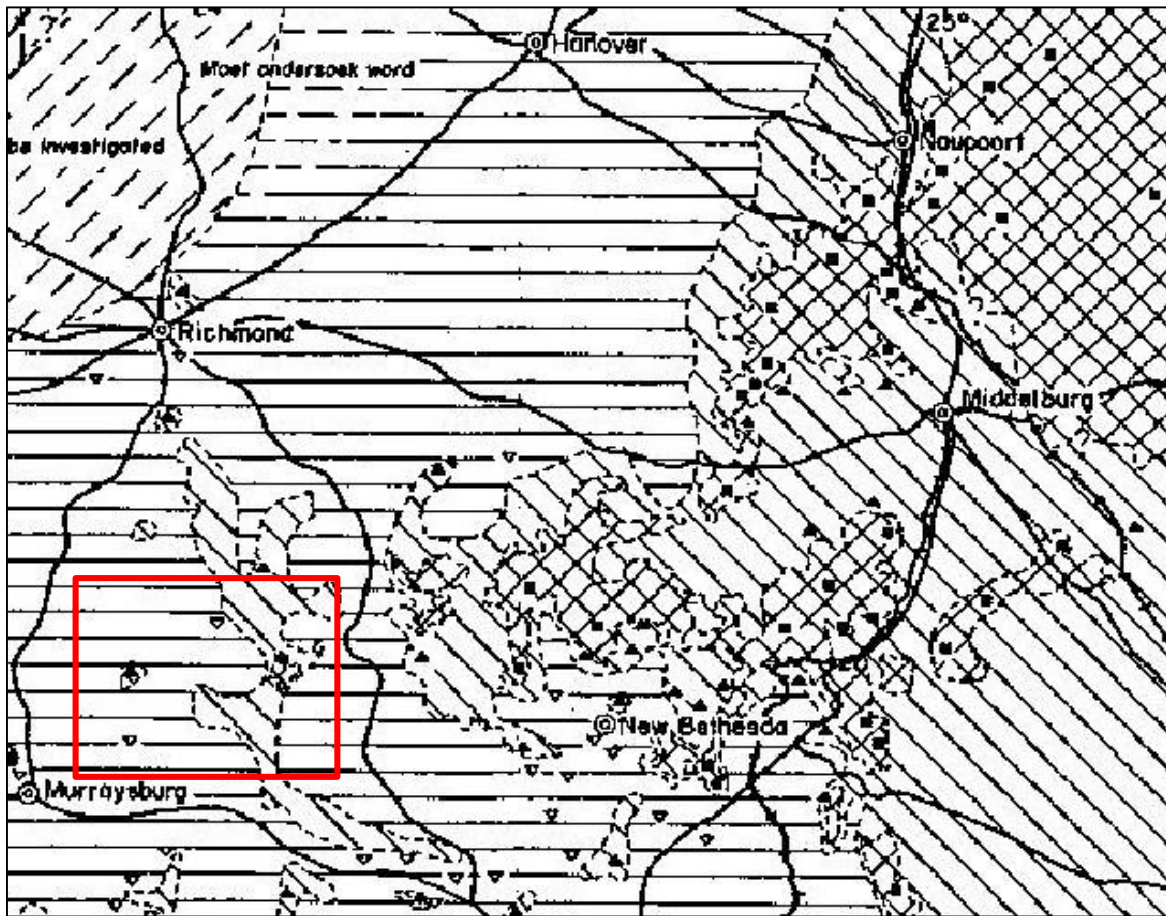 Hanover
25°
Moet ondersoek word
be investigated
Noupoort
Richmond
Middelburg
New Bethesda
Murraysburg